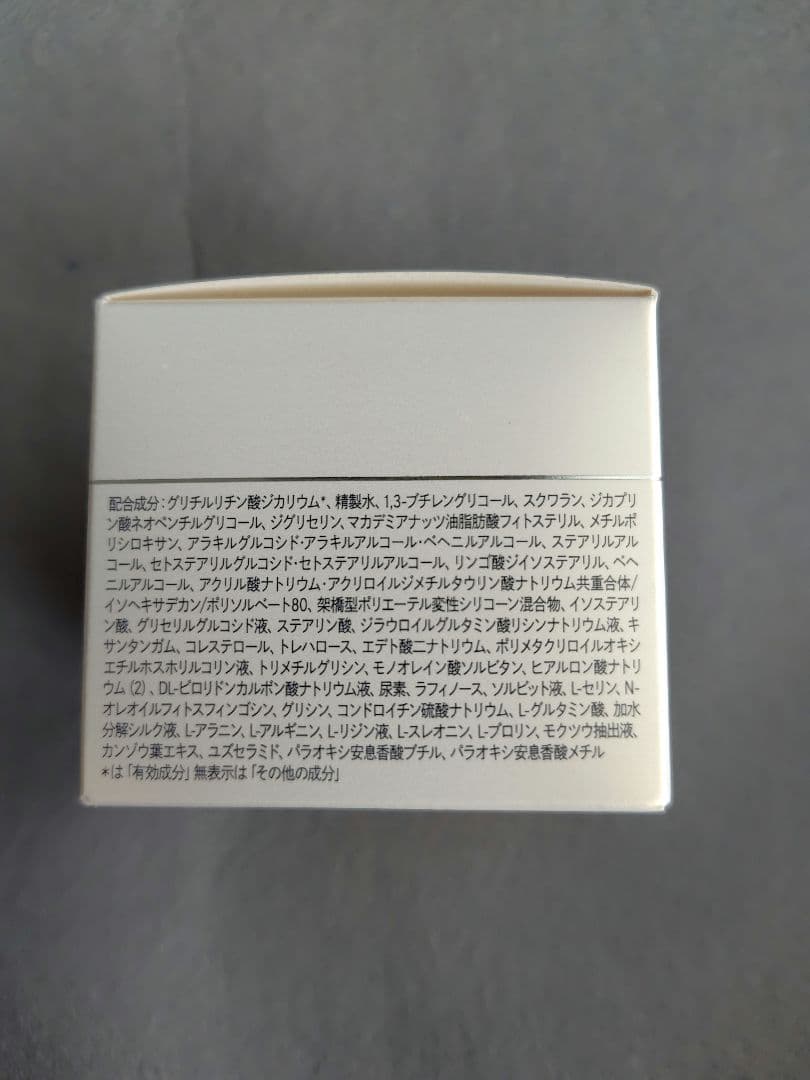 配合成分：グリチルリチン酸ジカリウム*、精製水、1,3-ブチレングリコール、スクワラン、ジカプリ
ン酸ネオペンチルグリコール、ジグリセリン、マカデミアナッツ油脂肪酸フィトステリル、メチルポ
リシロキサン、アラキルグルコシド・アラキルアルコール・ベヘニルアルコール、ステアリルアル
コール、セトステアリルグルコシド・セトステアリルアルコール、リンゴ酸ジイソステアリル、ベヘ
ニルアルコール、アクリル酸ナトリウム・アクリロイルジメチルタウリン酸ナトリウム共重合体/
イソヘキサデカン/ポリソルベート80、架橋型ポリエーテル変性シリコーン混合物、イソステアリ
ン酸、グリセリルグルコシド液、ステアリン酸、ジラウロイルグルタミン酸リシンナトリウム液、キ
サンタンガム、コレステロール、トレハロース、エデト酸二ナトリウム、ポリメタクリロイルオキシ
エチルホスホリルコリン液、トリメチルグリシン、モノオレイン酸ソルビタン、ヒアルロン酸ナトリ
ウム（2）、DL-ピロリドンカルボン酸ナトリウム液、尿素、ラフィノース、ソルビット液、L-セリン、N-
オレオイルフィトスフィンゴシン、グリシン、コンドロイチン硫酸ナトリウム、L-グルタミン酸、加水
分解シルク液、L-アラニン、L-アルギニン、L-リジン液、L-スレオニン、L-プロリン、モクツウ抽出液、
カンゾウ葉エキス、ユズセラミド、パラオキシ安息香酸ブチル、パラオキシ安息香酸メチル
*は「有効成分」無表示は「その他の成分」